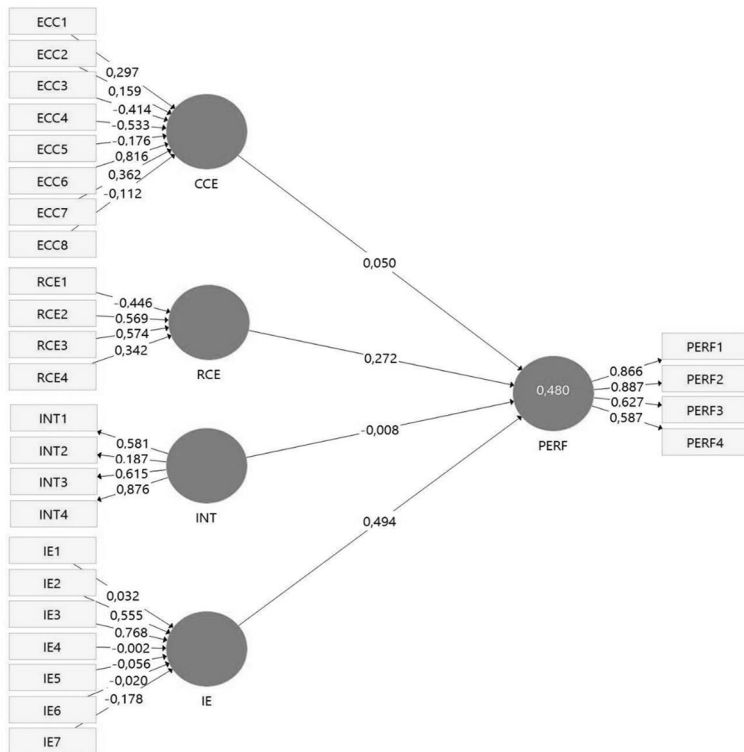 ECC1
ECC2
ECC3
ECC4
ECC5
ECC6
ECC7
ECC8
0,297
0,159
-0,414
-0,533
-0,176
0,816
0,362
-0,112
CCE
RCE1
RCE2
RCE3
RCE4
-0,446
0,569
0,574
0,342
RCE
INT1
INT2
INT3
INT4
0,581
0,187
0,615
0,876
INT
IE1
IE2
IE3
IE4
IE5
IE6
IE7
0,032
0,555
0,768
-0,002
-0,056
-0,020
-0,178
IE
0,050
0,272
-0,008
0,494
0,480
PERF
0,866
0,887
0,627
0,587
PERF1
PERF2
PERF3
PERF4